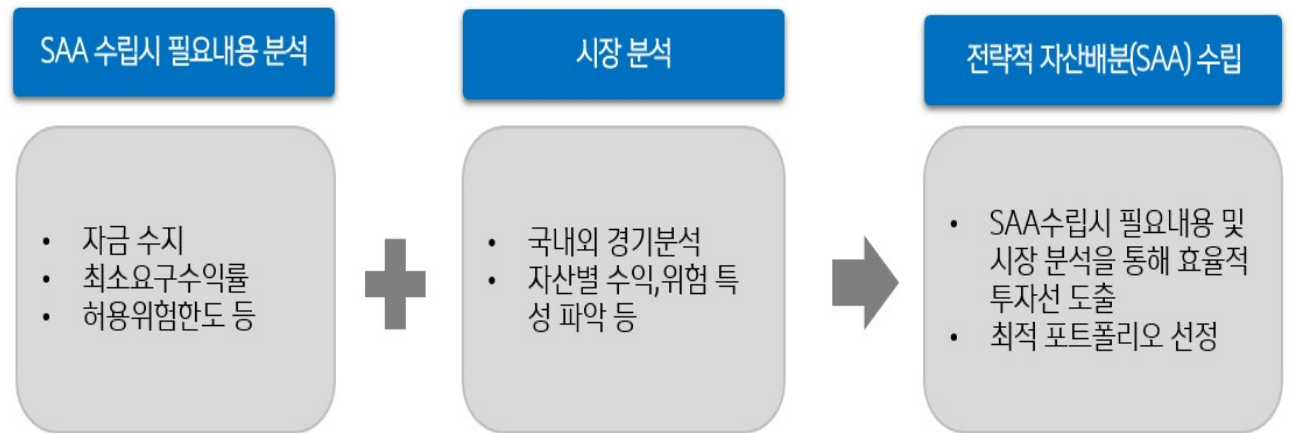 SAA 수립시 필요내용 분석
• 자금 수지
• 최소요구수익률
• 허용위험한도 등
시장 분석
• 국내외 경기분석
• 자산별 수익,위험 특
성 파악 등
전략적 자산배분(SAA) 수립
• SAA수립시 필요내용 및
시장 분석을 통해 효율적
투자선 도출
• 최적 포트폴리오 선정